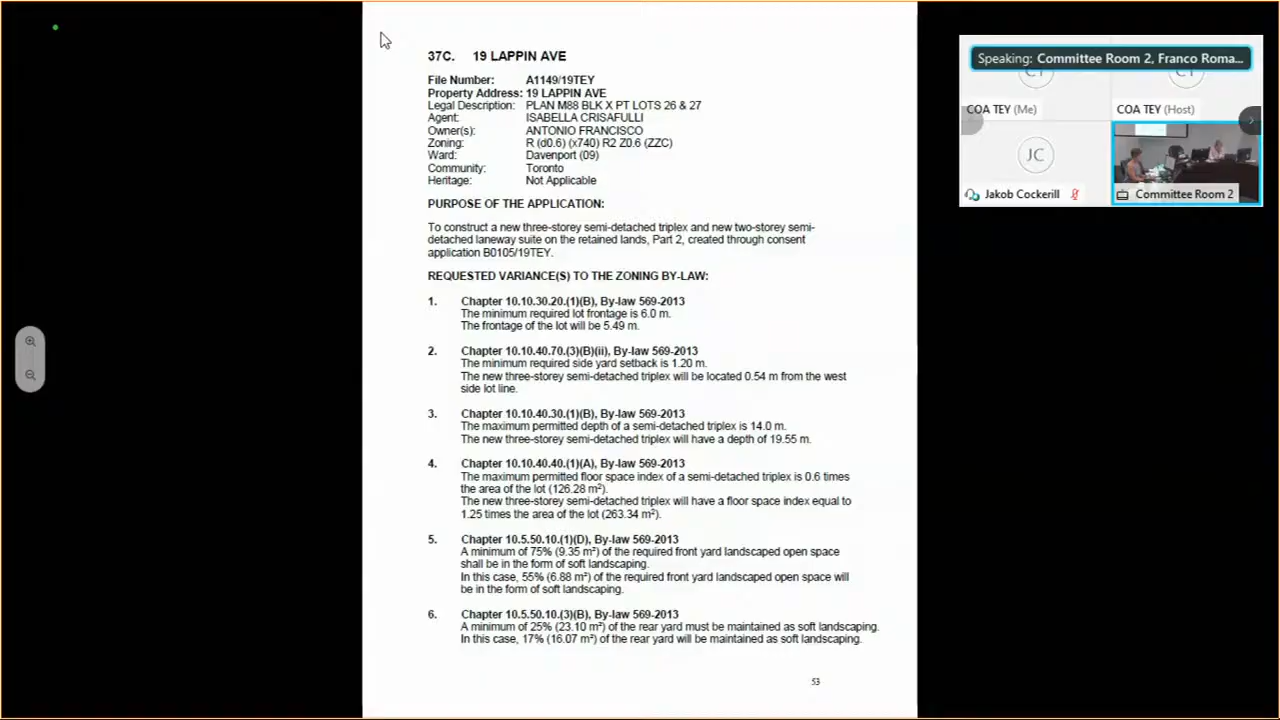 37C. 19 LAPPIN AVE
File Number: A1149/19TEY
Property Address: 19 LAPPIN AVE
Legal Description: PLAN M88 BLK X PT LOTS 26 & 27
Agent: ISABELLA CRISAFULLI
Owner(s): ANTONIO FRANCISCO
Zoning: R (d0.6) (x740) R2 Z0.6 (ZZC)
Ward: Davenport (09)
Community: Toronto
Heritage: Not Applicable
PURPOSE OF THE APPLICATION:
To construct a new three-storey semi-detached triplex and new two-storey semi-
detached laneway suite on the retained lands, Part 2, created through consent
application B0105/19TEY.
REQUESTED VARIANCE(S) TO THE ZONING BY-LAW:
1. Chapter 10.10.30.20.(1)(B), By-law 569-2013
The minimum required lot frontage is 6.0 m.
The frontage of the lot will be 5.49 m.
2. Chapter 10.10.40.70.(3)(B)(ii), By-law 569-2013
The minimum required side yard setback is 1.20 m.
The new three-storey semi-detached triplex will be located 0.54 m from the west
side lot line.
3. Chapter 10.10.40.30.(1)(B), By-law 569-2013
The maximum permitted depth of a semi-detached triplex is 14.0 m.
The new three-storey semi-detached triplex will have a depth of 19.55 m.
4. Chapter 10.10.40.40.(1)(A), By-law 569-2013
The maximum permitted floor space index of a semi-detached triplex is 0.6 times
the area of the lot (126.28 m²).
The new three-storey semi-detached triplex will have a floor space index equal to
1.25 times the area of the lot (263.34 m²).
5. Chapter 10.5.50.10.(1)(D), By-law 569-2013
A minimum of 75% (9.35 m²) of the required front yard landscaped open space
shall be in the form of soft landscaping.
In this case, 55% (6.88 m²) of the required front yard landscaped open space will
be in the form of soft landscaping.
6. Chapter 10.5.50.10.(3)(B), By-law 569-2013
A minimum of 25% (23.10 m²) of the rear yard must be maintained as soft landscaping.
In this case, 17% (16.07 m²) of the rear yard will be maintained as soft landscaping.
53
Speaking: Committee Room 2, Franco Roma...
COA TEY (Me)
COA TEY (Host)
JC
Jakob Cockerill
Committee Room 2